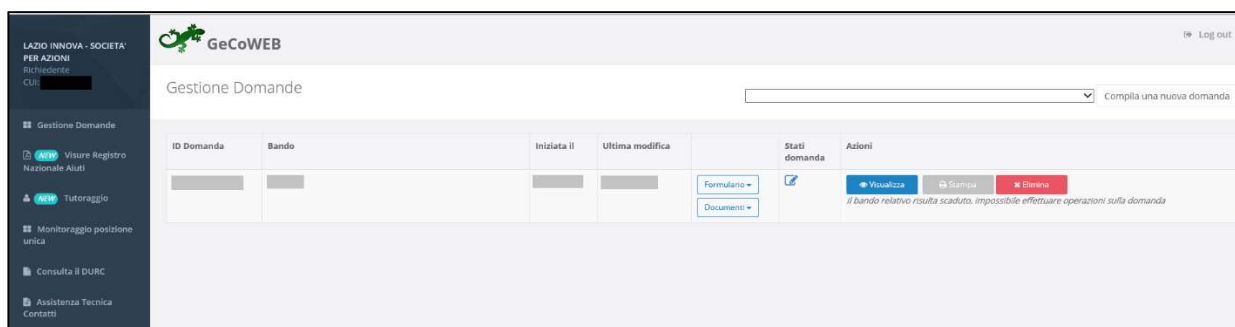 LAZIO INNOVA - SOCIETA'
PER AZIONI
Richiedente
CUI:
GeCoWEB
Log out
Gestione Domande
Compila una nuova domanda
Gestione Domande
NEW Visure Registro
Nazionale Aiuti
NEW Tutoraggio
Monitoraggio posizione
unica
Consulta il DURC
Assistenza Tecnica
Contatti
ID Domanda
Bando
Iniziata il
Ultima modifica
Stati
domanda
Azioni
Formulario
Documenti
Visualizza
Stampa
Elimina
Il bando relativo risulta scaduto, impossibile effettuare operazioni sulla domanda